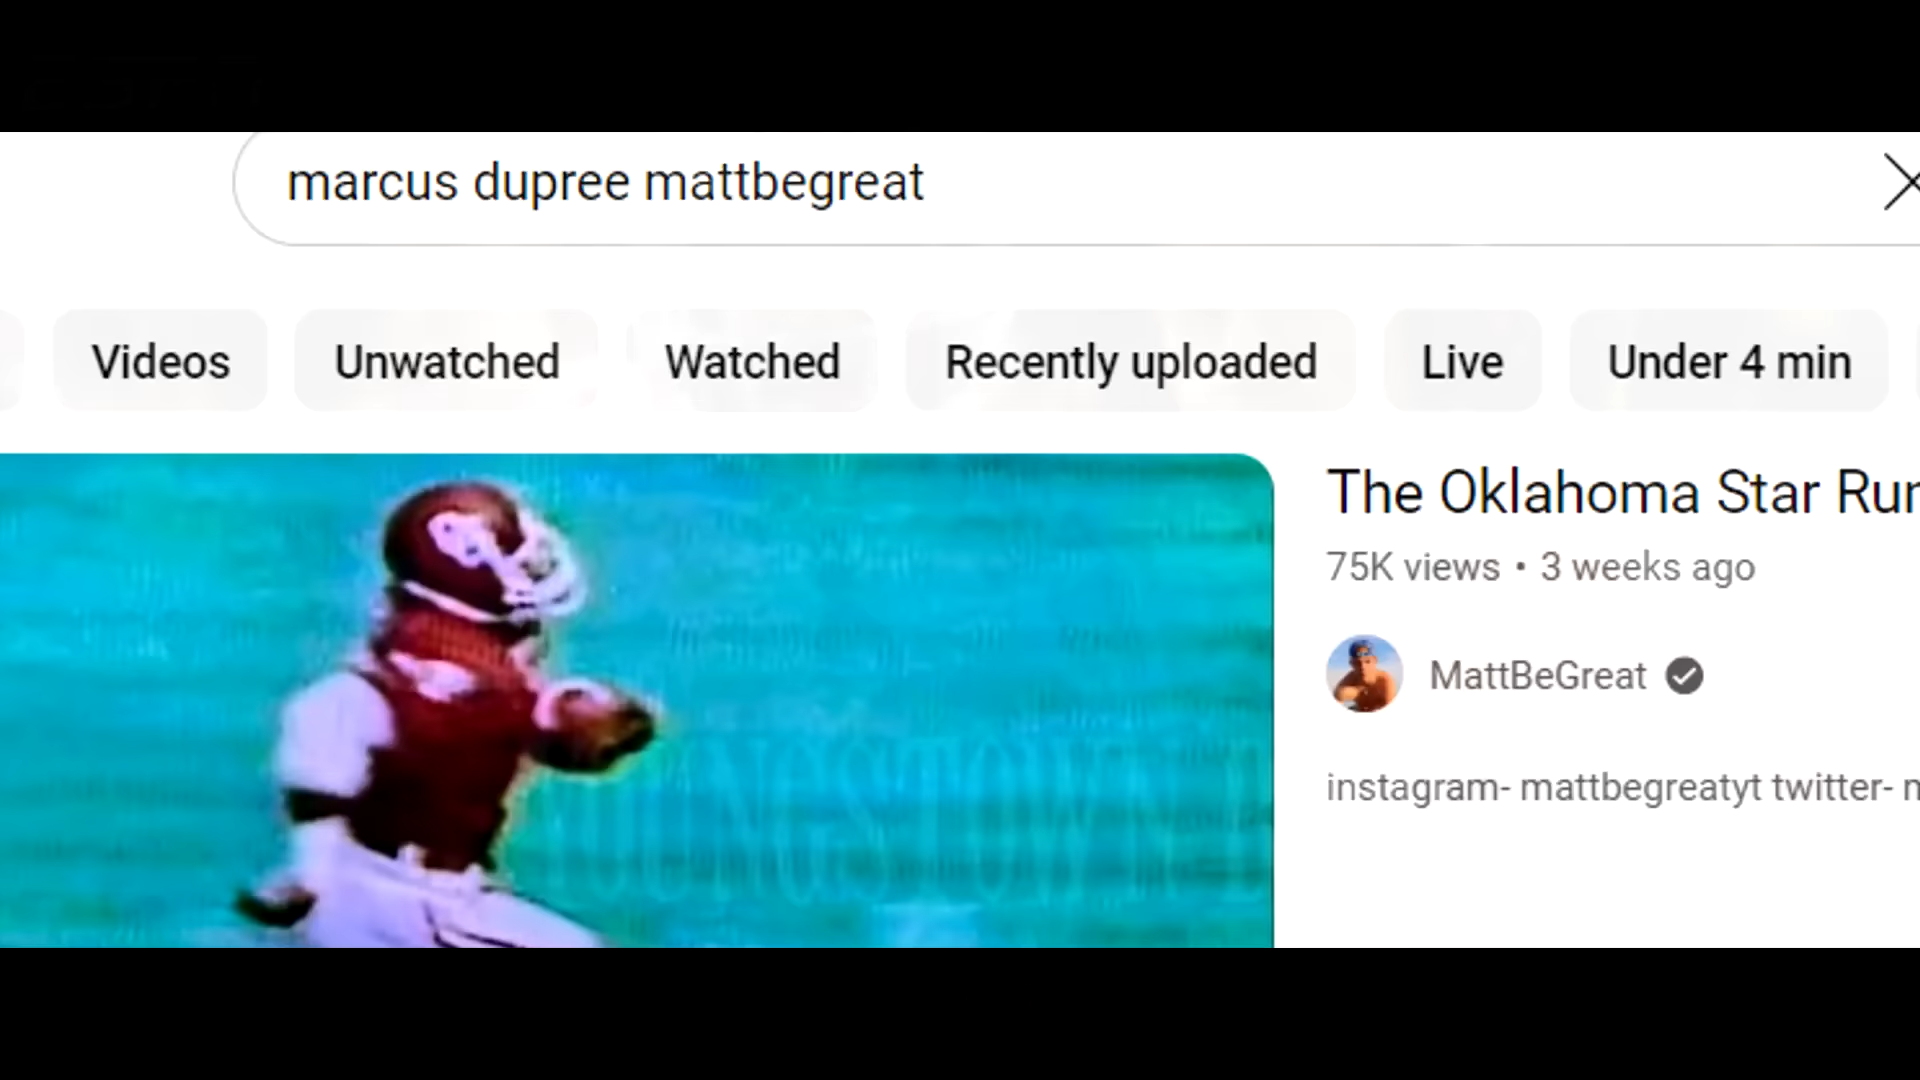 marcus dupree mattbegreat
Videos Unwatched Watched Recently uploaded Live Under 4 min
The Oklahoma Star Run
75K views • 3 weeks ago
MattBeGreat
instagram- mattbegreatyt twitter-